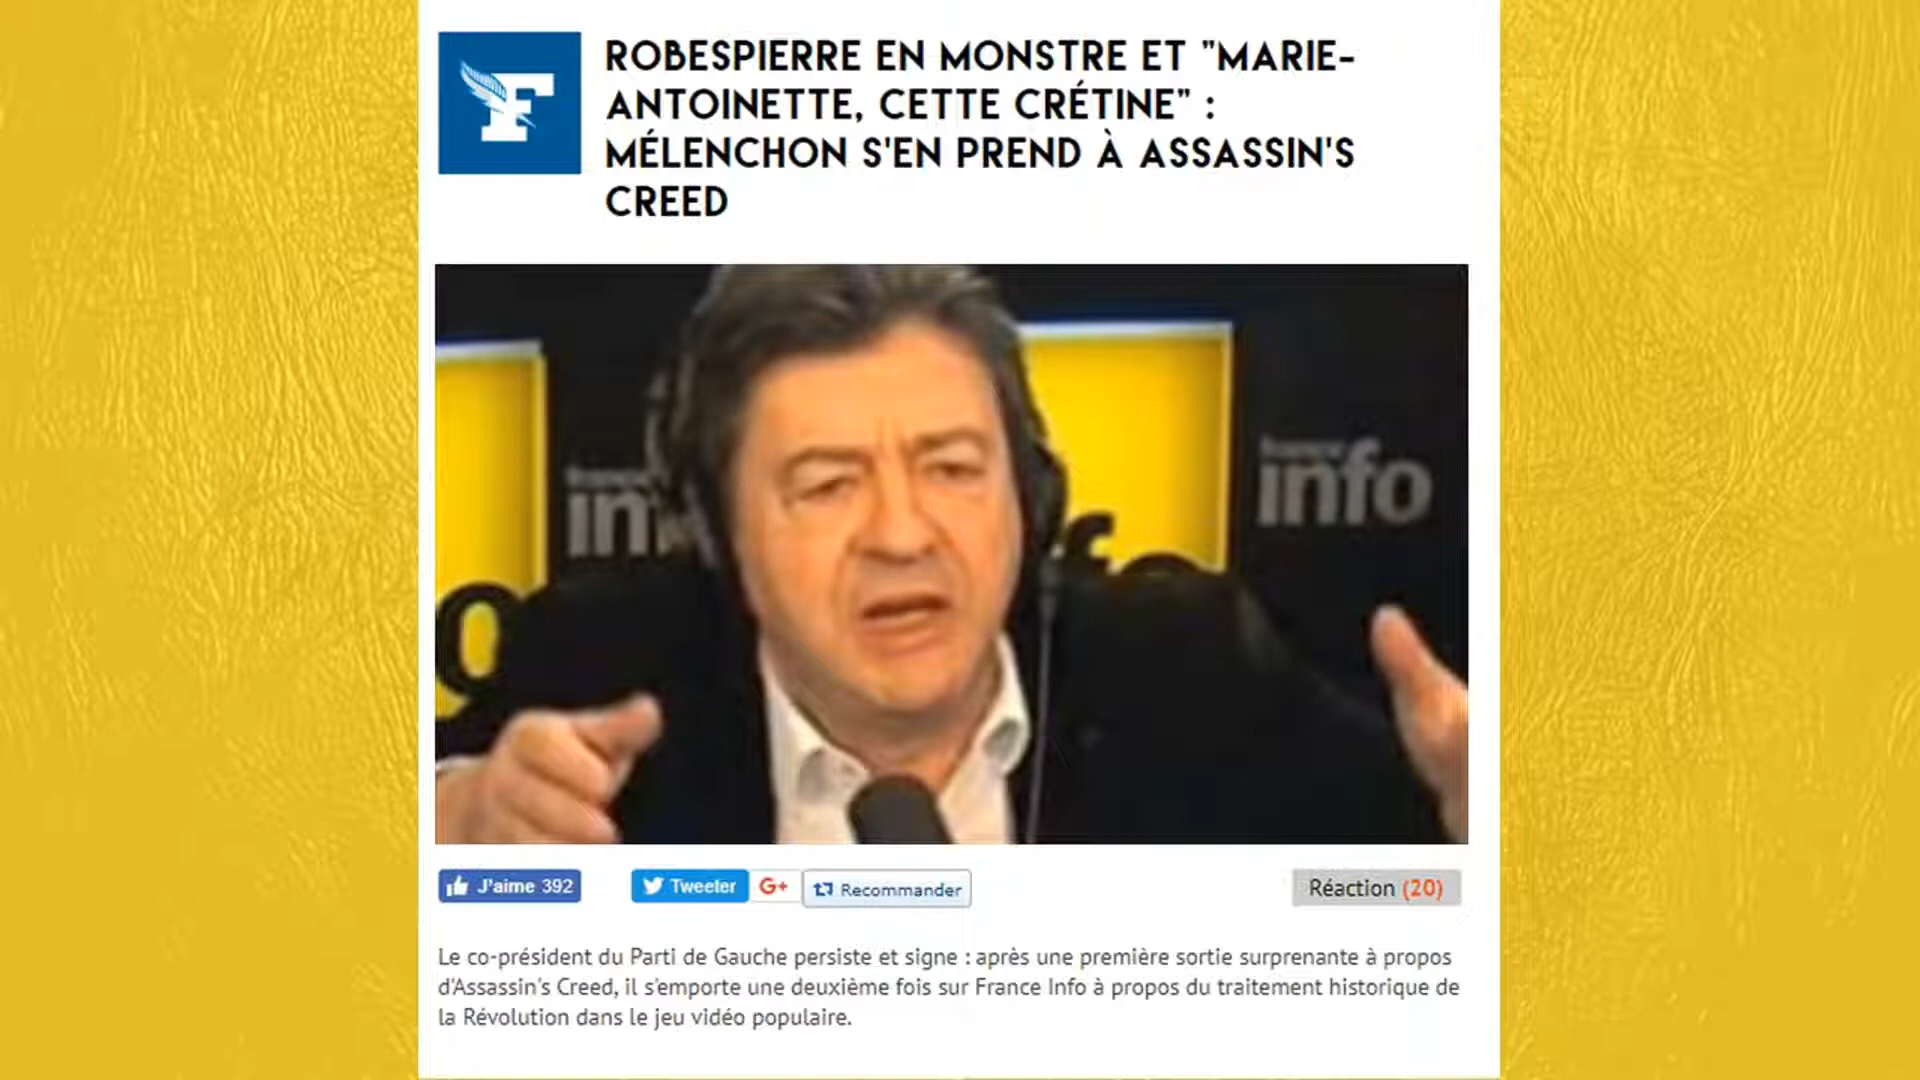 F
ROBESPIERRE EN MONSTRE ET "MARIE-
ANTOINETTE, CETTE CRÉTINE" :
MÉLENCHON S'EN PREND À ASSASSIN'S
CREED
france
info
J'aime 392
Tweeter
G+
Recommander
Réaction (20)
Le co-président du Parti de Gauche persiste et signe : après une première sortie surprenante à propos
d'Assassin's Creed, il s'emporte une deuxième fois sur France Info à propos du traitement historique de
la Révolution dans le jeu vidéo populaire.